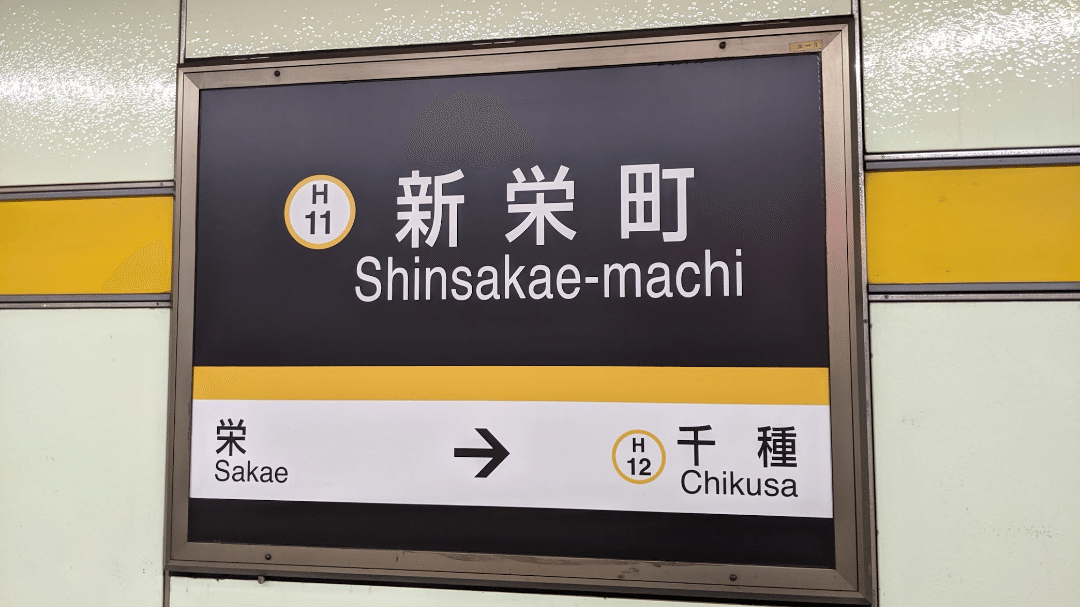 H
11
新栄町
Shinsakae-machi
栄
Sakae
→
H
12
千種
Chikusa